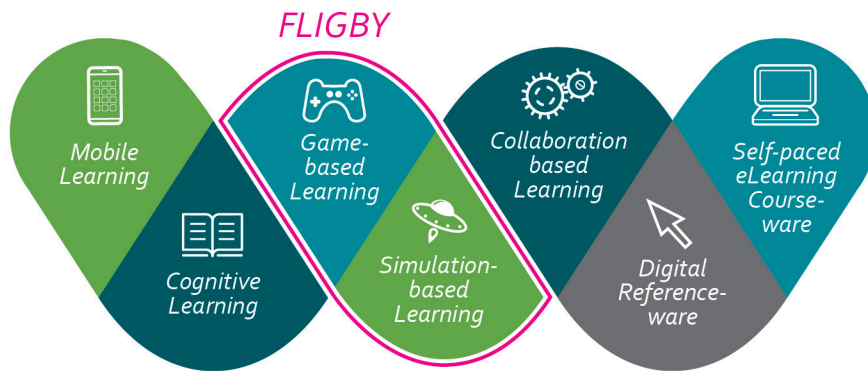 FLIGBY
Mobile
Learning
Cognitive
Learning
Game-
based
Learning
Simulation-
based
Learning
Collaboration
based
Learning
Digital
Reference-
ware
Self-paced
eLearning
Course-
ware